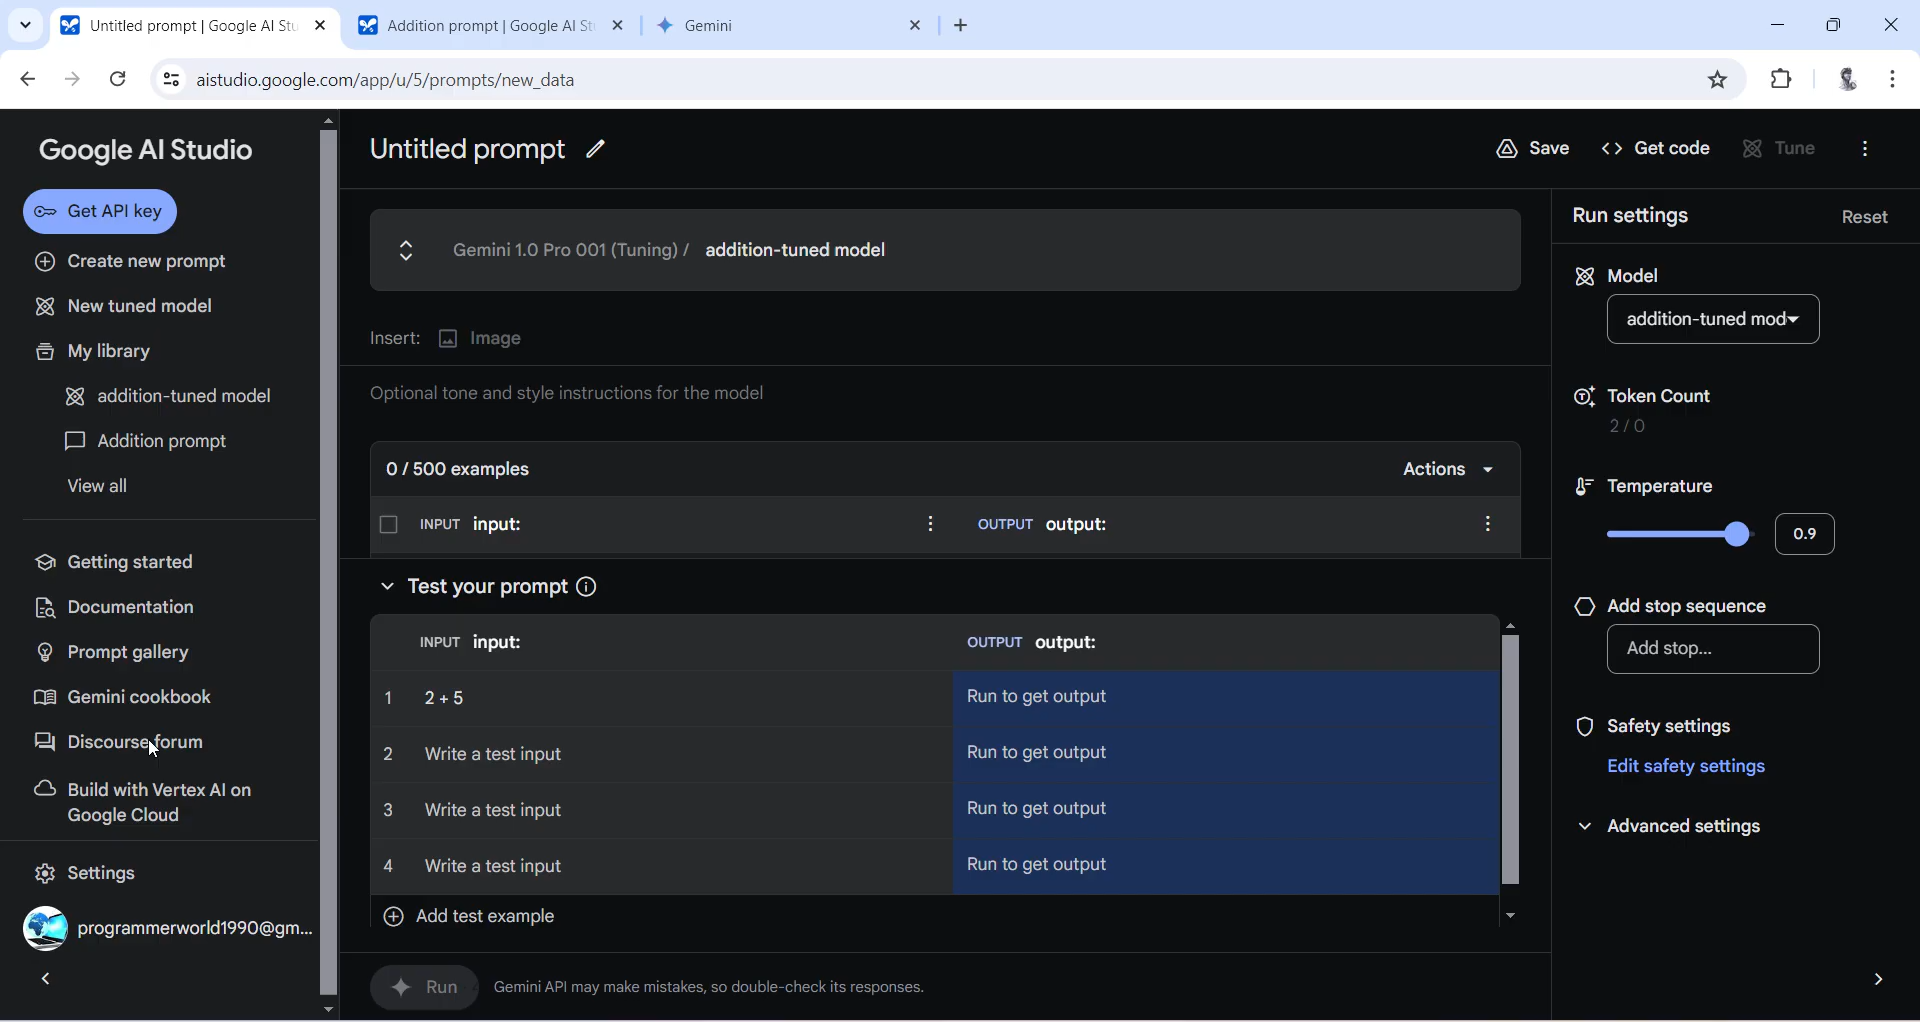 Untitled prompt | Google AI Stu
Addition prompt | Google AI St
Gemini
aistudio.google.com/app/u/5/prompts/new_data
Google AI Studio
Get API key
Create new prompt
New tuned model
My library
addition-tuned model
Addition prompt
View all
Getting started
Documentation
Prompt gallery
Gemini cookbook
Discourse forum
Build with Vertex AI on
Google Cloud
Settings
programmerworld1990@gm...
Untitled prompt
Save
Get code
Tune
Gemini 1.0 Pro 001 (Tuning) / addition-tuned model
Insert: Image
Optional tone and style instructions for the model
0 / 500 examples
Actions
INPUT input:
OUTPUT output:
Test your prompt
INPUT input:
OUTPUT output:
1 2 + 5 Run to get output
2 Write a test input Run to get output
3 Write a test input Run to get output
4 Write a test input Run to get output
Add test example
Run
Gemini API may make mistakes, so double-check its responses.
Run settings
Reset
Model
addition-tuned mod
Token Count
2 / 0
Temperature
0.9
Add stop sequence
Add stop...
Safety settings
Edit safety settings
Advanced settings